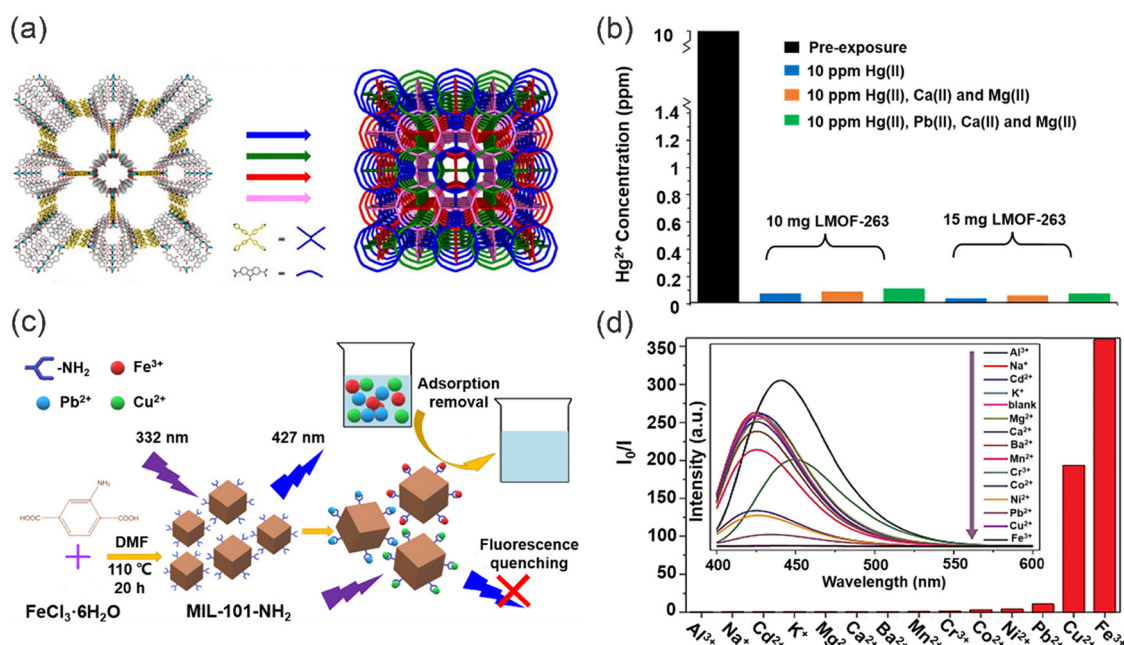 (a)
=
=
(b)
Hg²⁺ Concentration (ppm)
10
1.4
1.2
1
0.8
0.6
0.4
0.2
0
Pre-exposure
10 ppm Hg(II)
10 ppm Hg(II), Ca(II) and Mg(II)
10 ppm Hg(II), Pb(II), Ca(II) and Mg(II)
10 mg LMOF-263
15 mg LMOF-263
(c)
-NH₂
Fe³⁺
Pb²⁺
Cu²⁺
332 nm
427 nm
Adsorption
removal
NH₂
HOOC
COOH
+
DMF
110 ℃
20 h
FeCl₃·6H₂O
MIL-101-NH₂
Fluorescence
quenching
(d)
I₀/I
350
300
250
200
150
100
50
0
Intensity (a.u.)
400
450
500
550
600
Wavelength (nm)
Al³⁺
Na⁺
Cd²⁺
K⁺
blank
Mg²⁺
Ca²⁺
Ba²⁺
Mn²⁺
Cr³⁺
Co²⁺
Ni²⁺
Pb²⁺
Cu²⁺
Fe³⁺
Al³⁺
Na⁺
Cd²⁺
K⁺
Mg²⁺
Ca²⁺
Ba²⁺
Mn²⁺
Cr³⁺
Co²⁺
Ni²⁺
Pb²⁺
Cu²⁺
Fe³⁺